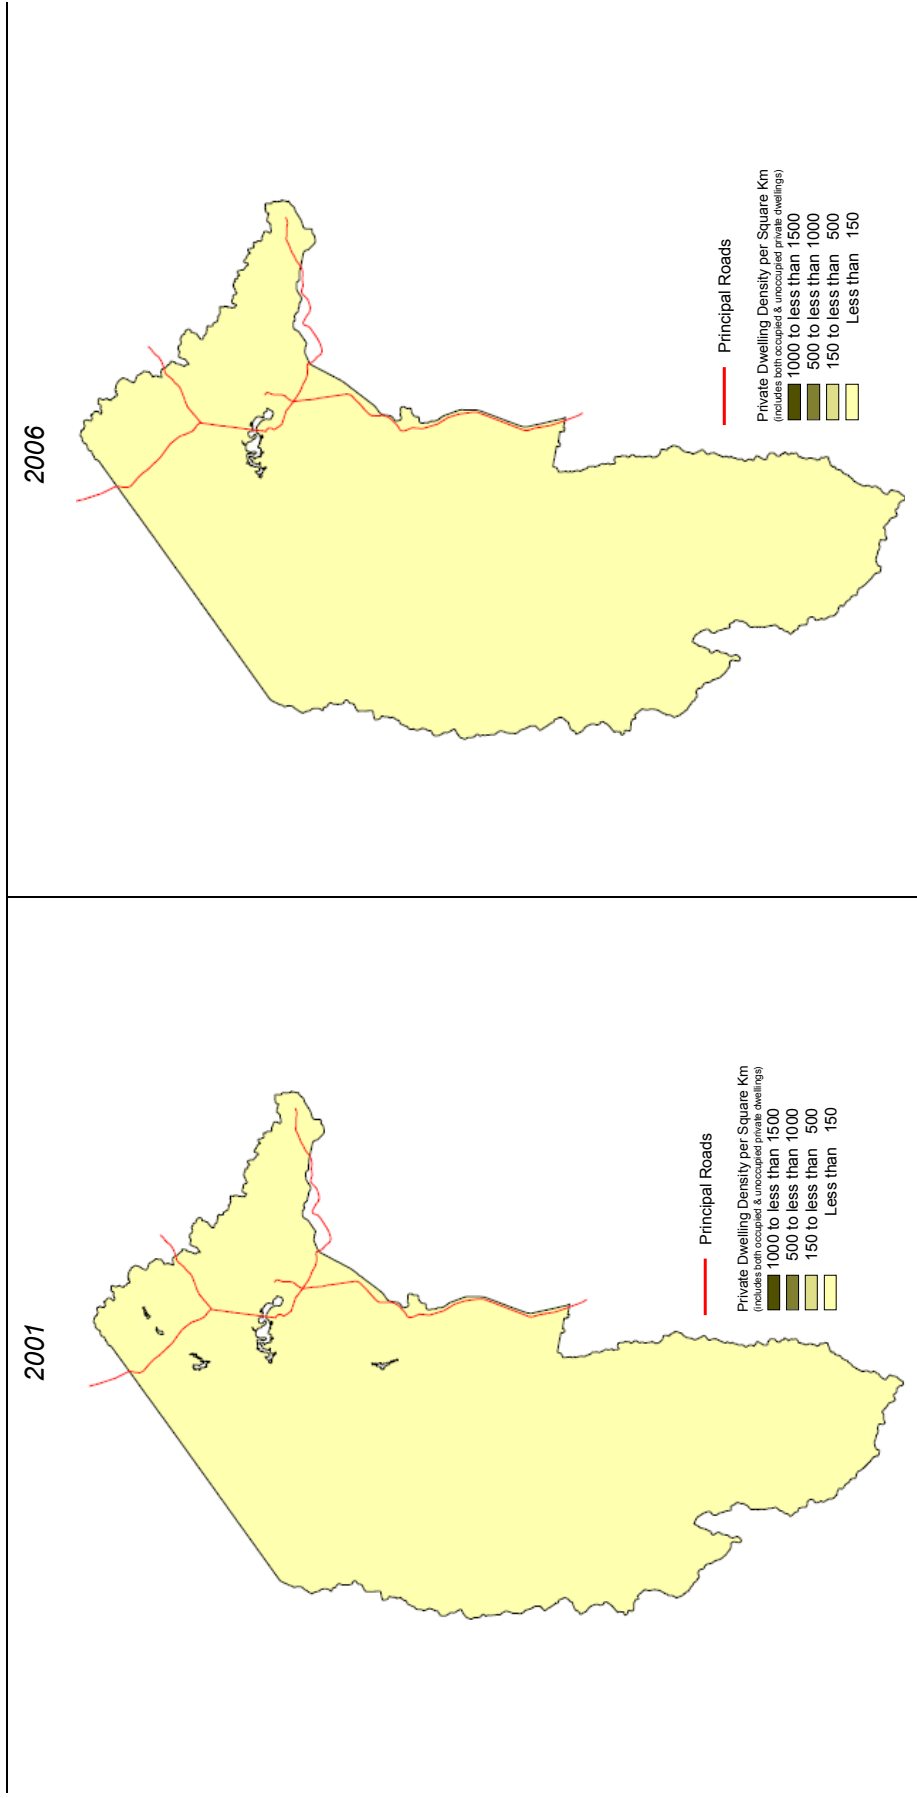 2001
Principal Roads
Private Dwelling Density per Square Km
(includes both occupied & unoccupied private dwellings)
1000 to less than 1500
500 to less than 1000
150 to less than 500
Less than 150
2006
Principal Roads
Private Dwelling Density per Square Km
(includes both occupied & unoccupied private dwellings)
1000 to less than 1500
500 to less than 1000
150 to less than 500
Less than 150